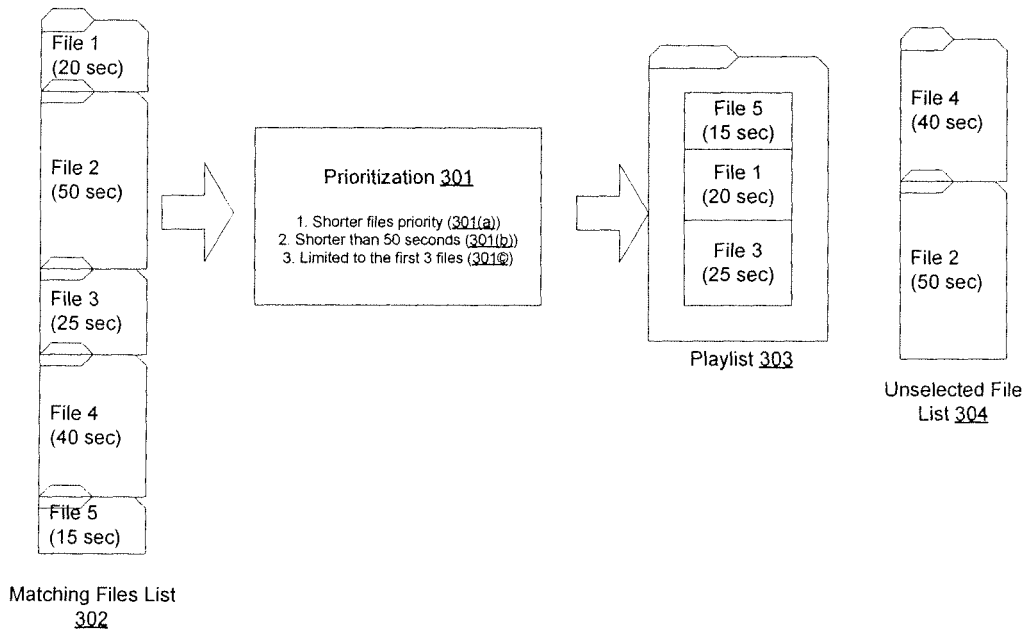 File 1
(20 sec)
File 2
(50 sec)
File 3
(25 sec)
File 4
(40 sec)
File 5
(15 sec)
Matching Files List
302
Prioritization 301
1. Shorter files priority (301(a))
2. Shorter than 50 seconds (301(b))
3. Limited to the first 3 files (301©)
File 5
(15 sec)
File 1
(20 sec)
File 3
(25 sec)
Playlist 303
File 4
(40 sec)
File 2
(50 sec)
Unselected File
List 304